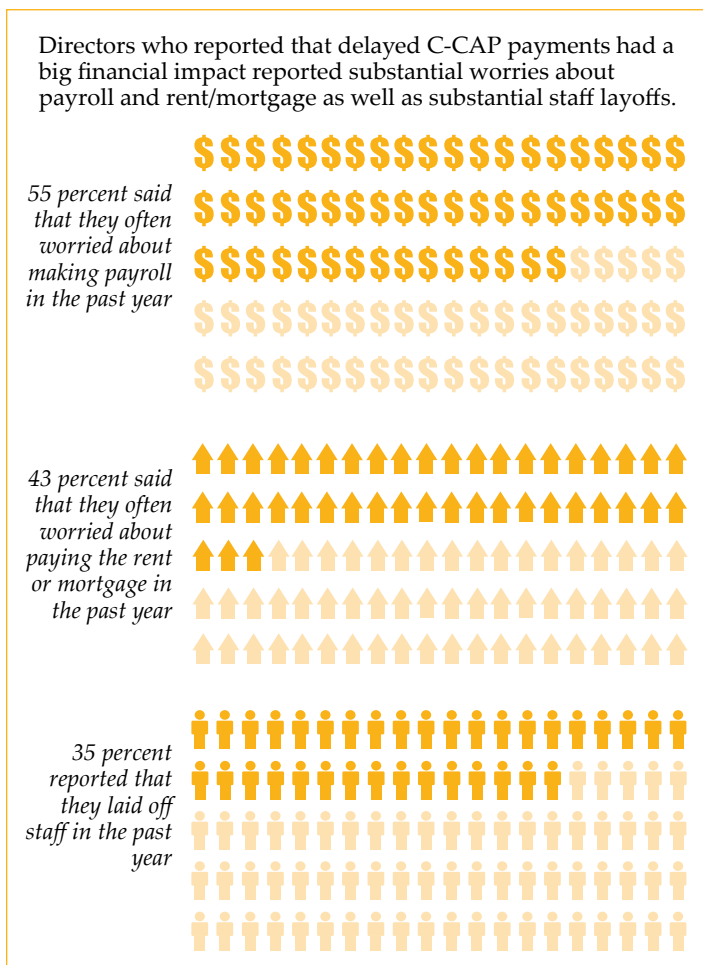 Directors who reported that delayed C-CAP payments had a
big financial impact reported substantial worries about
payroll and rent/mortgage as well as substantial staff layoffs.
55 percent said
that they often
worried about
making payroll
in the past year
43 percent said
that they often
worried about
paying the rent
or mortgage in
the past year
35 percent
reported that
they laid off
staff in the past
year